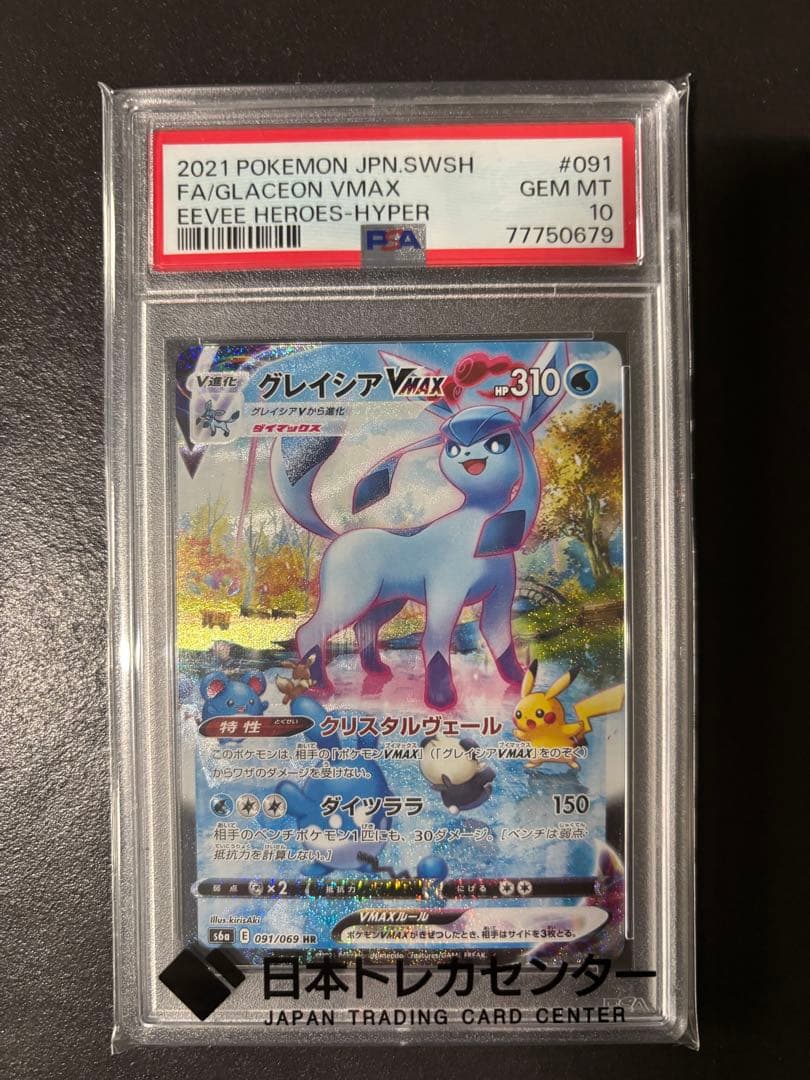 2021 POKEMON JPN.SWSH #091
FA/GLACEON VMAX GEM MT
EEVEE HEROES-HYPER 10
PSA 77750679
V進化 グレイシアVMAX HP310
グレイシアVから進化
ダイマックス
特性 とくせい クリスタルヴェール
このポケモンは、相手の「ポケモンVMAX」(「グレイシアVMAX」をのぞく)
からワザのダメージを受けない。
ダイツララ 150
相手のベンチポケモン1匹にも、30ダメージ。[ベンチは弱点・
抵抗力を計算しない。]
弱点 ×2 抵抗力 にげる
Illus. kirisAki
VMAXルール
s6a E 091/069 HR
ポケモンVMAXがきぜつしたとき、相手はサイドを3枚とる。
日本トレカセンター
JAPAN TRADING CARD CENTER
PSA